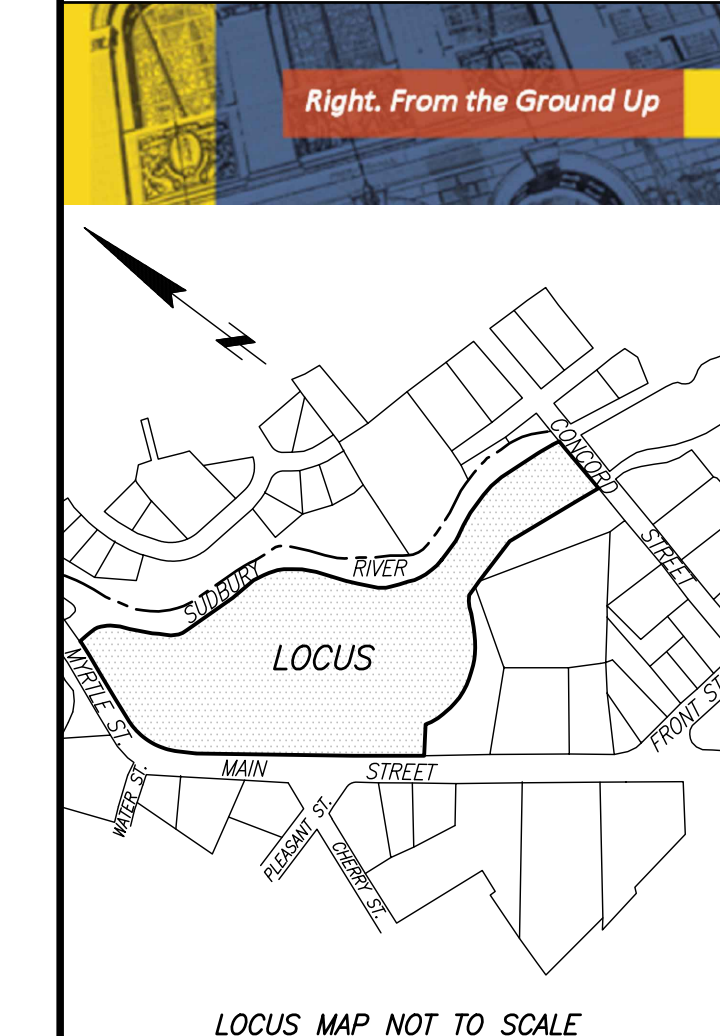 Right. From the Ground Up
CONCORD
STREET
RIVER
SUDBURY
LOCUS
MYRTLE ST.
FRONT ST
MAIN STREET
WATER ST.
PLEASANT ST.
CHERRY ST.
LOCUS MAP NOT TO SCALE